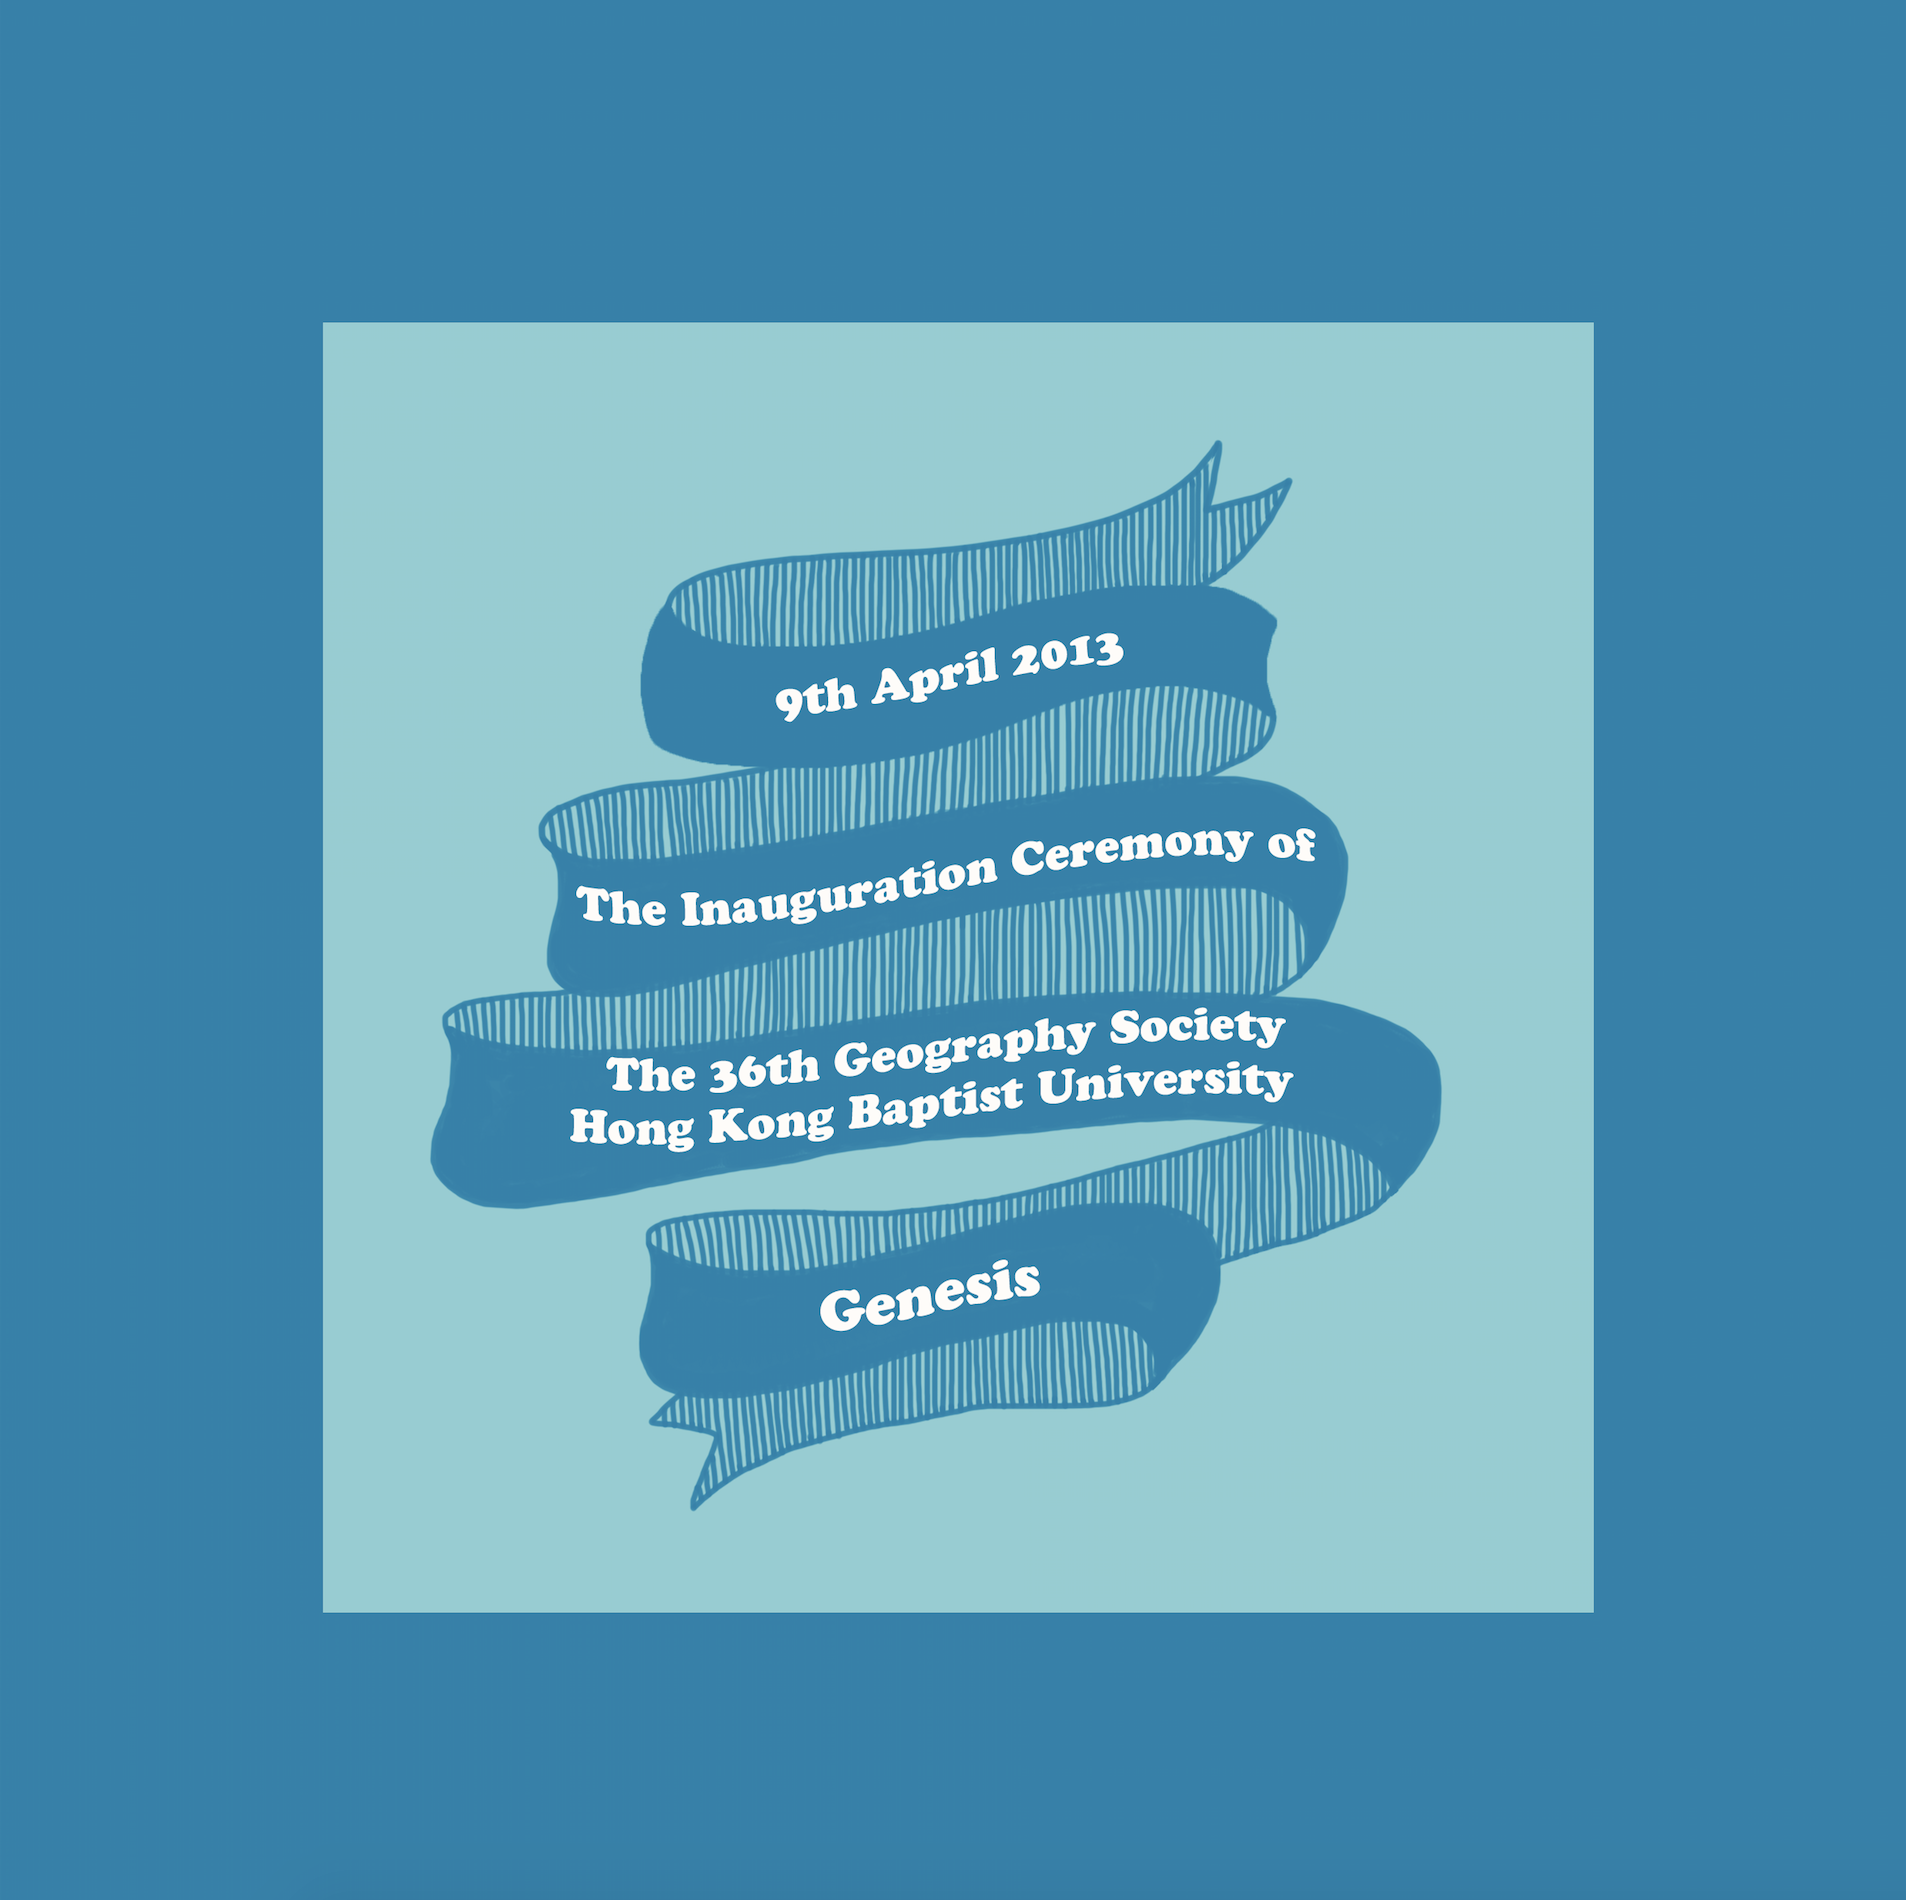 9th April 2013
The Inauguration Ceremony of
The 36th Geography Society
Hong Kong Baptist University
Genesis